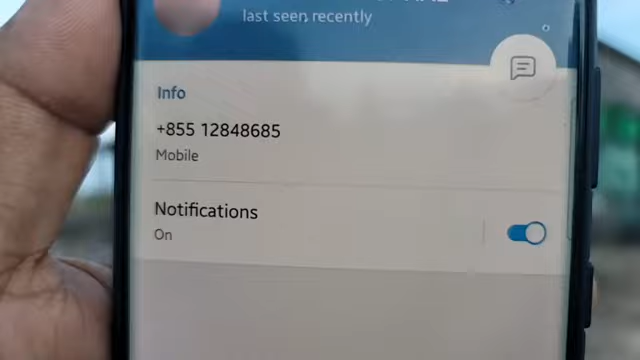 last seen recently
Info
+855 12848685
Mobile
Notifications
On